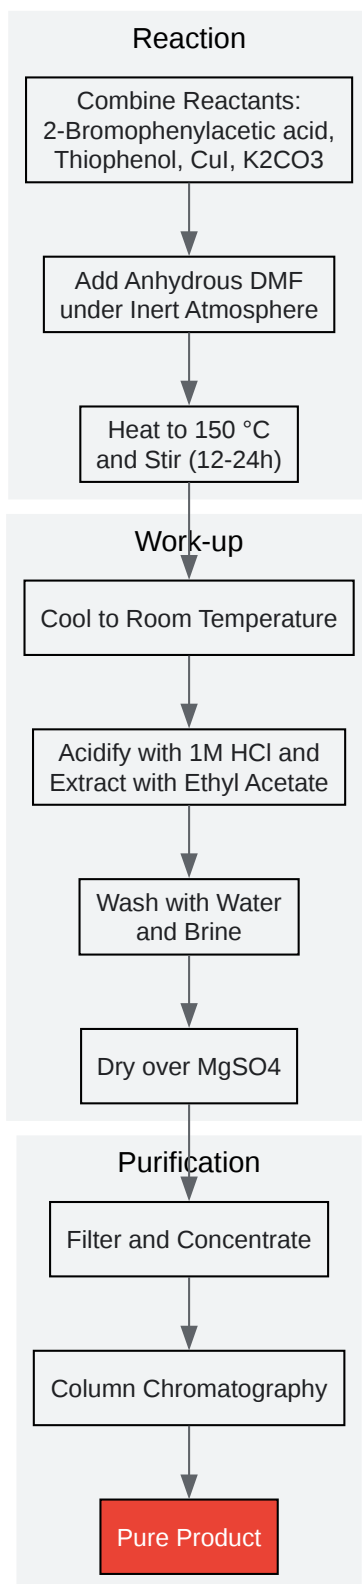 Reaction
Combine Reactants:
2-Bromophenylacetic acid,
Thiophenol, CuI, K2CO3
Add Anhydrous DMF
under Inert Atmosphere
Heat to 150 °C
and Stir (12-24h)
Work-up
Cool to Room Temperature
Acidify with 1M HCl and
Extract with Ethyl Acetate
Wash with Water
and Brine
Dry over MgSO4
Purification
Filter and Concentrate
Column Chromatography
Pure Product